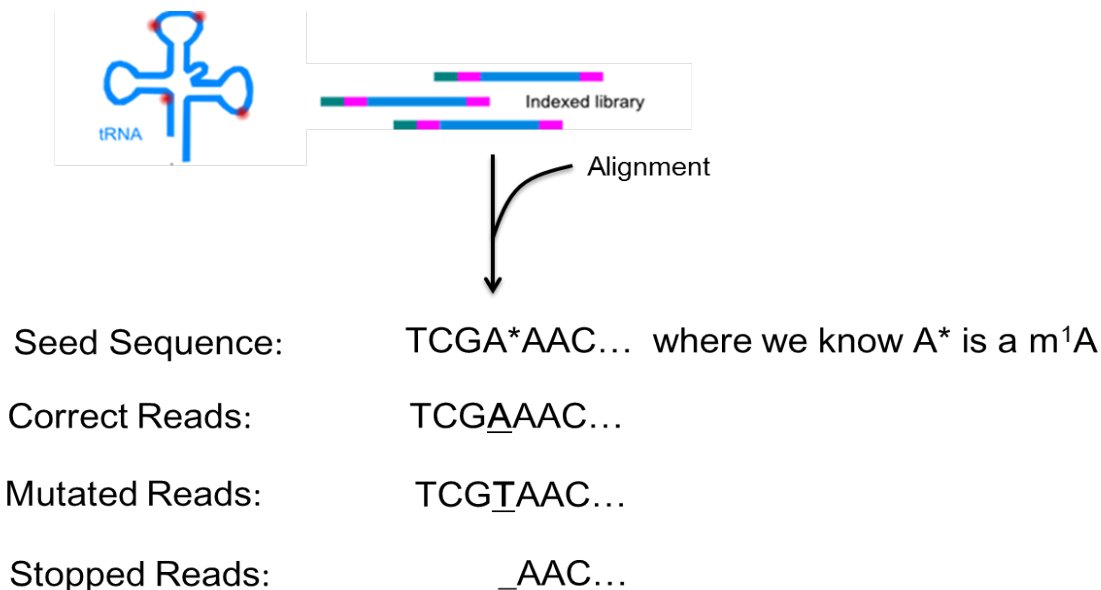 tRNA
Indexed library
Alignment
Seed Sequence: TCGA*AAC… where we know A* is a m¹A
Correct Reads: TCGAAAC…
Mutated Reads: TCGTAAC…
Stopped Reads: _AAC…